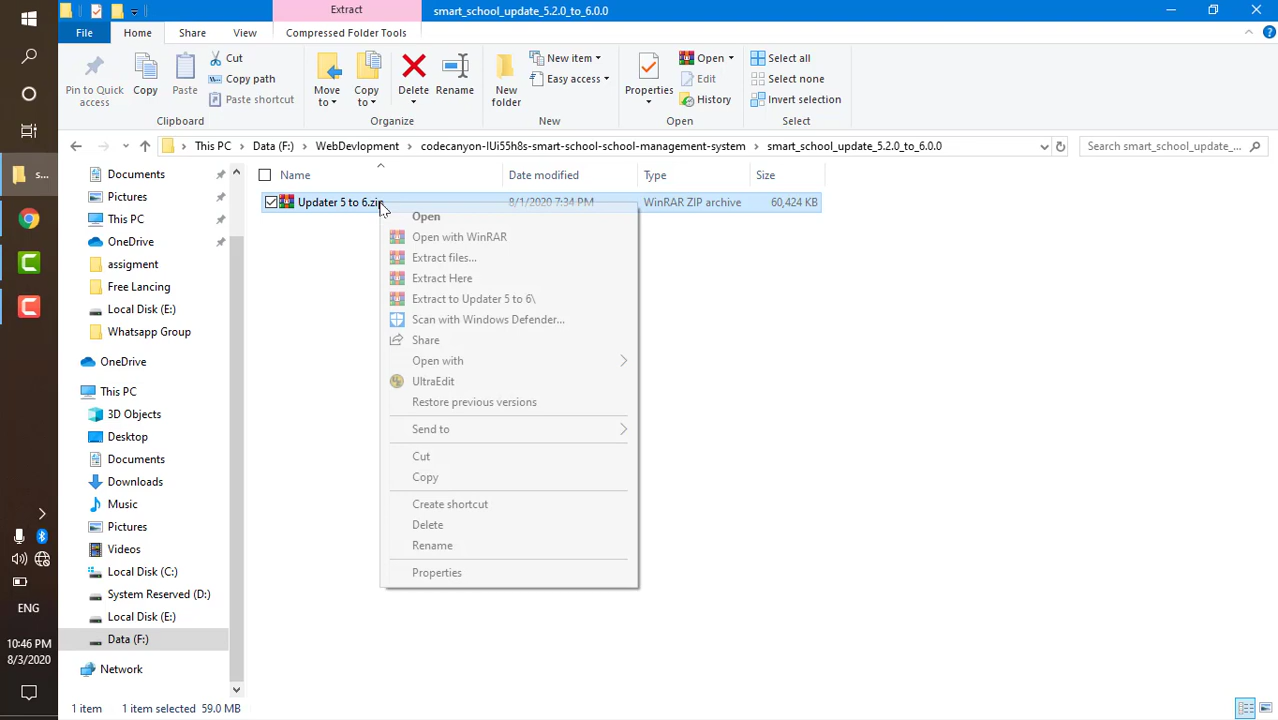 Extract
smart_school_update_5.2.0_to_6.0.0
File
Home
Share
View
Compressed Folder Tools
Pin to Quick access
Copy
Paste
Cut
Copy path
Paste shortcut
Clipboard
Move to
Copy to
Delete
Rename
Organize
New folder
New item
Easy access
New
Properties
Open
Edit
History
Open
Select all
Select none
Invert selection
Select
This PC
Data (F:)
WebDevlopment
codecanyon-IUi55h8s-smart-school-school-management-system
smart_school_update_5.2.0_to_6.0.0
Search smart_school_update_...
s...
Documents
Pictures
This PC
OneDrive
assigment
Free Lancing
Local Disk (E:)
Whatsapp Group
OneDrive
This PC
3D Objects
Desktop
Documents
Downloads
Music
Pictures
Videos
Local Disk (C:)
System Reserved (D:)
Local Disk (E:)
Data (F:)
Network
Name
Date modified
Type
Size
Updater 5 to 6.zip
8/1/2020 7:34 PM
WinRAR ZIP archive
60,424 KB
Open
Open with WinRAR
Extract files...
Extract Here
Extract to Updater 5 to 6\
Scan with Windows Defender...
Share
Open with
UltraEdit
Restore previous versions
Send to
Cut
Copy
Create shortcut
Delete
Rename
Properties
ENG
10:46 PM
8/3/2020
1 item
1 item selected 59.0 MB